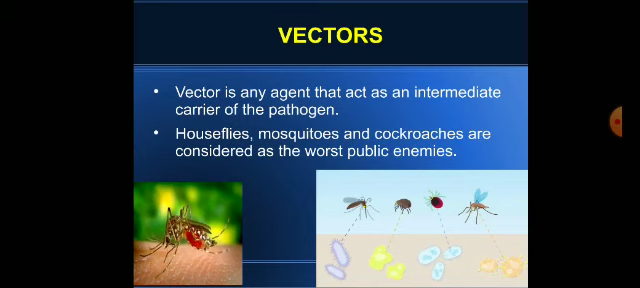 VECTORS
• Vector is any agent that act as an intermediate
carrier of the pathogen.
• Houseflies, mosquitoes and cockroaches are
considered as the worst public enemies.